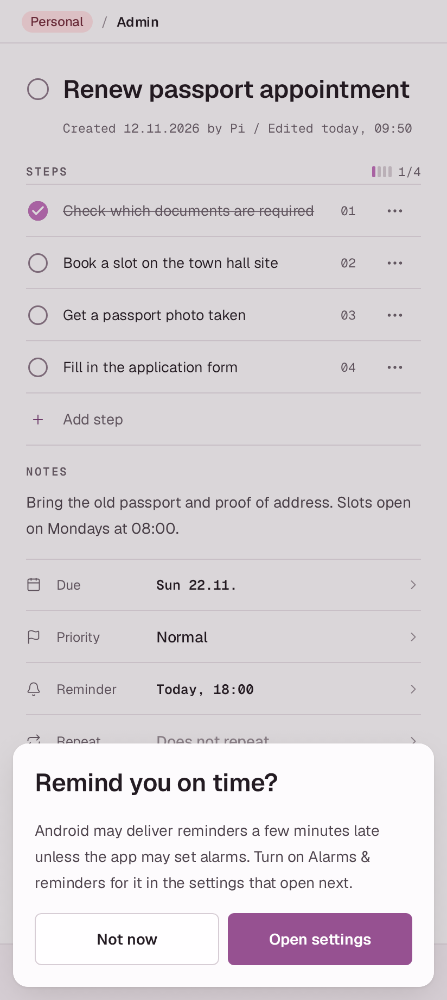 Personal / Admin
Renew passport appointment
Created 12.11.2026 by Pi / Edited today, 09:50
STEPS 1/4
Check which documents are required 01
Book a slot on the town hall site 02
Get a passport photo taken 03
Fill in the application form 04
Add step
NOTES
Bring the old passport and proof of address. Slots open
on Mondays at 08:00.
Due Sun 22.11.
Priority Normal
Reminder Today, 18:00
Repeat Does not repeat
Remind you on time?
Android may deliver reminders a few minutes late
unless the app may set alarms. Turn on Alarms &
reminders for it in the settings that open next.
Not now Open settings